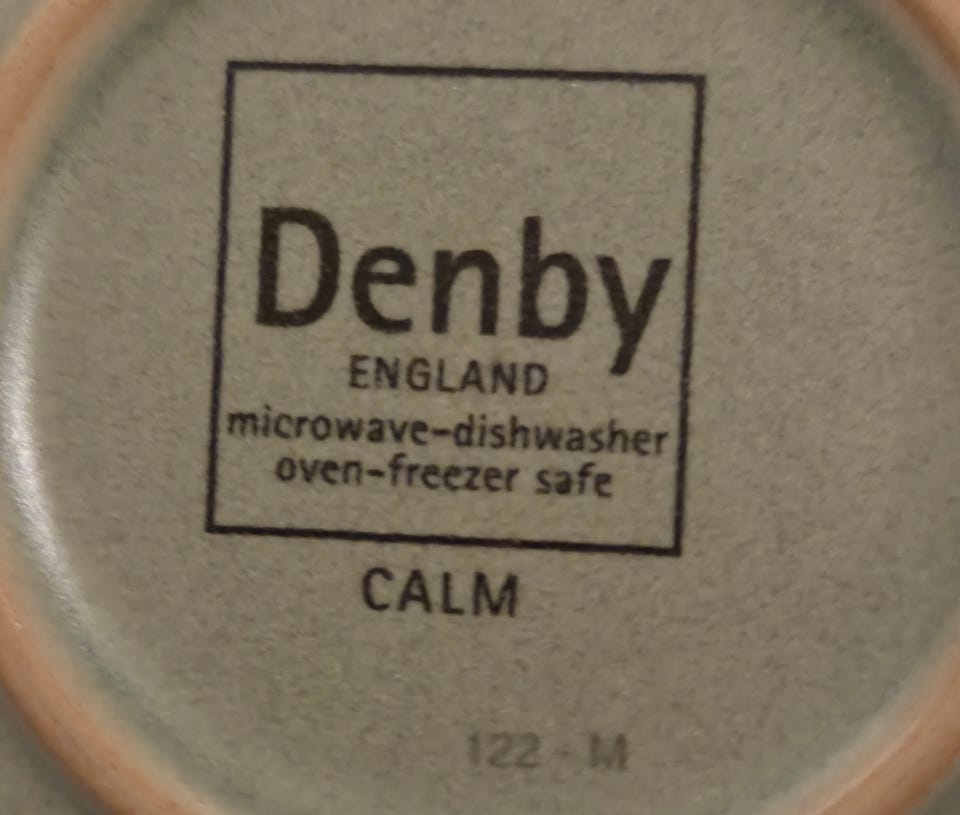 Denby
ENGLAND
microwave-dishwasher
oven-freezer safe
CALM
122 - M